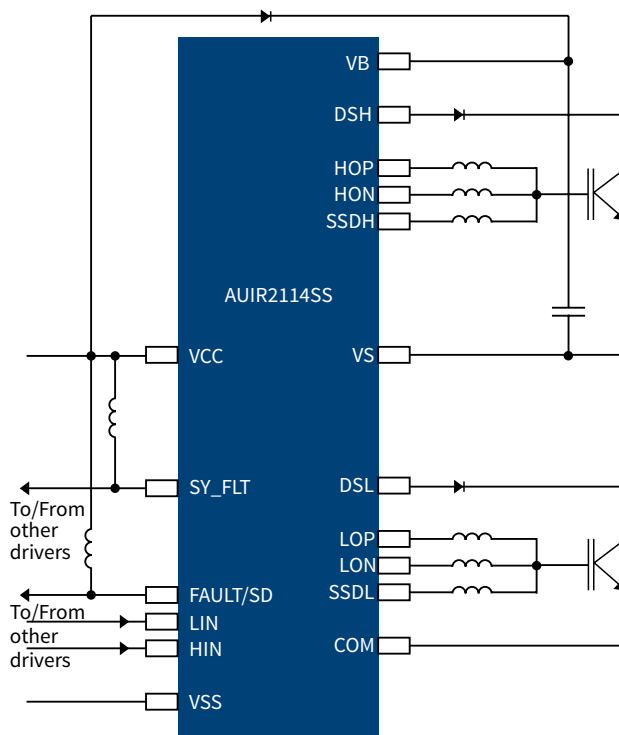 VB
DSH
HOP
HON
SSDH
AUIR2114SS
VCC
VS
SY_FLT
DSL
To/From
other
drivers
LOP
LON
FAULT/SD
SSDL
To/From
other
drivers
LIN
HIN
COM
VSS